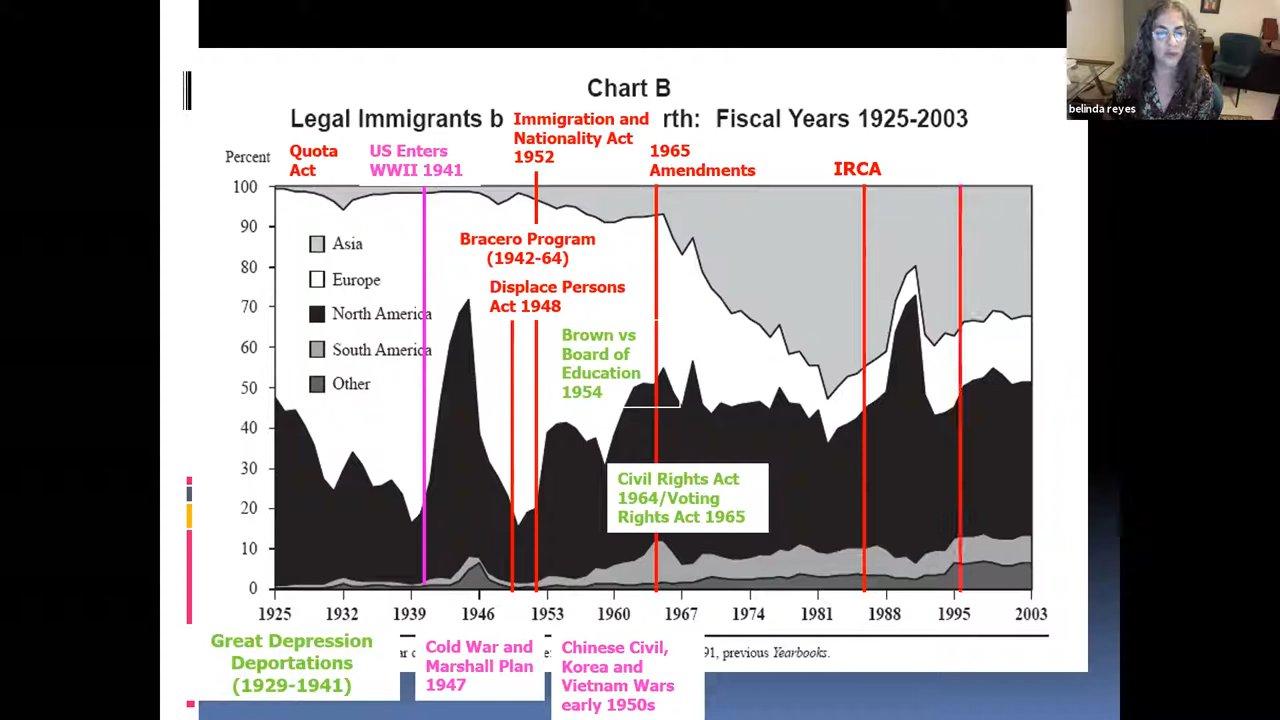 belinda reyes
Chart B
Legal Immigrants b
rth: Fiscal Years 1925-2003
Immigration and
Nationality Act
1952
Percent
Quota
Act
US Enters
WWII 1941
1965
Amendments
IRCA
100
90
80
70
60
50
40
30
20
10
0
Asia
Europe
North America
South America
Other
Bracero Program
(1942-64)
Displace Persons
Act 1948
Brown vs
Board of
Education
1954
Civil Rights Act
1964/Voting
Rights Act 1965
1925 1932 1939 1946 1953 1960 1967 1974 1981 1988 1995 2003
Great Depression
Deportations
(1929-1941)
Cold War and
Marshall Plan
1947
Chinese Civil,
Korea and
Vietnam Wars
early 1950s
91, previous Yearbooks.